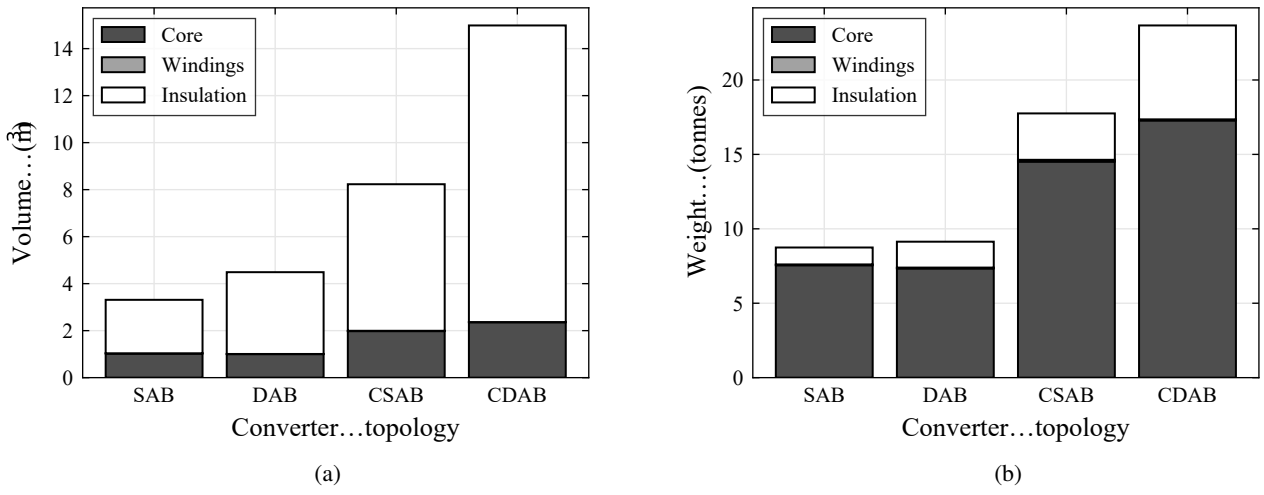 14
12
10
8
6
4
2
0
Volume…(m3)
Core
Windings
Insulation
SAB DAB CSAB CDAB
Converter…topology
(a)
20
15
10
5
0
Weight…(tonnes)
Core
Windings
Insulation
SAB DAB CSAB CDAB
Converter…topology
(b)